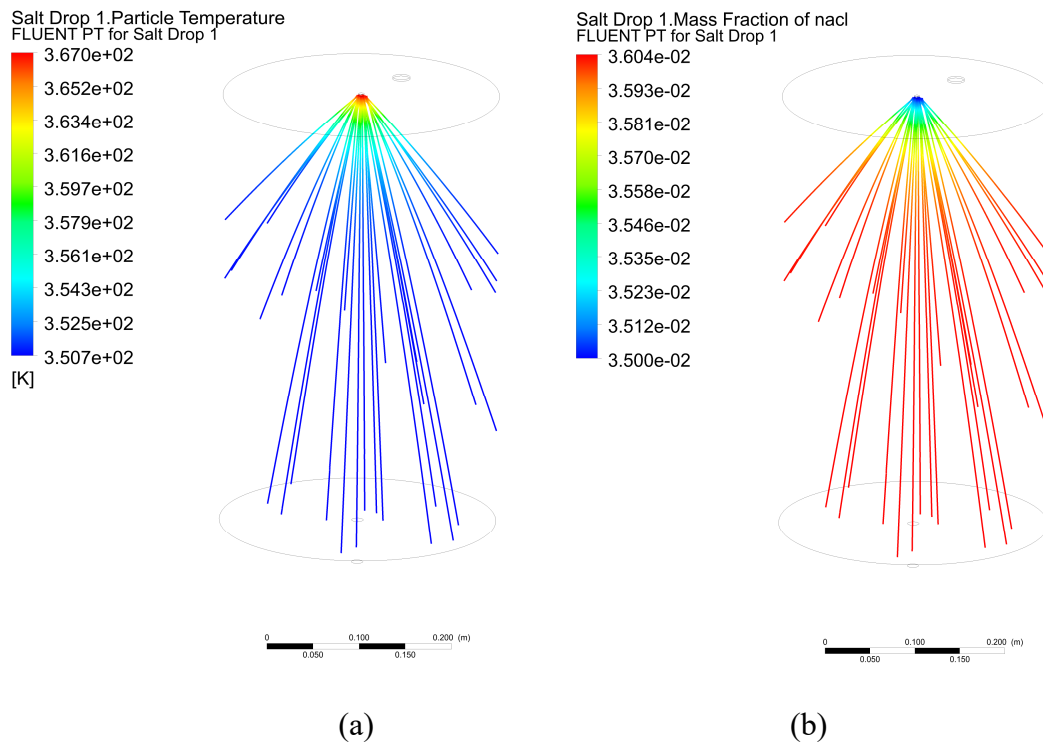 Salt Drop 1.Particle Temperature
FLUENT PT for Salt Drop 1
3.670e+02
3.652e+02
3.634e+02
3.616e+02
3.597e+02
3.579e+02
3.561e+02
3.543e+02
3.525e+02
3.507e+02
[K]
0 0.100 0.200 (m)
0.050 0.150
(a)
Salt Drop 1.Mass Fraction of nacl
FLUENT PT for Salt Drop 1
3.604e-02
3.593e-02
3.581e-02
3.570e-02
3.558e-02
3.546e-02
3.535e-02
3.523e-02
3.512e-02
3.500e-02
0 0.100 0.200 (m)
0.050 0.150
(b)